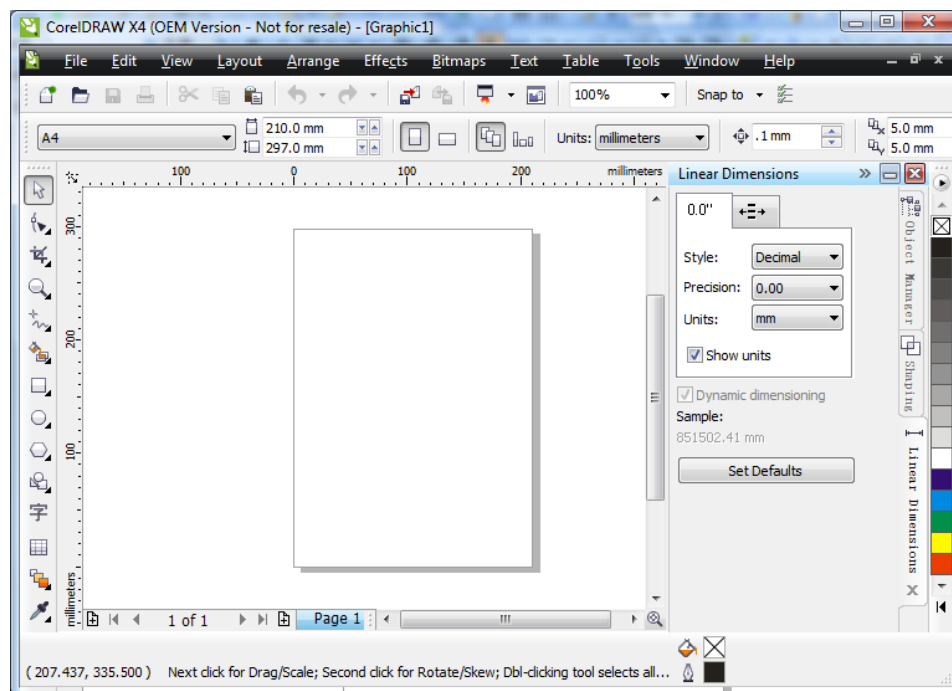 CorelDRAW X4 (OEM Version - Not for resale) - [Graphic1]
File Edit View Layout Arrange Effects Bitmaps Text Table Tools Window Help
100% Snap to
A4 210.0 mm 297.0 mm Units: millimeters .1 mm 5.0 mm 5.0 mm
100 0 100 200 millimeters
300
200
100
millimeters
字
Linear Dimensions
0.0"
Style: Decimal
Precision: 0.00
Units: mm
Show units
Dynamic dimensioning
Sample:
851502.41 mm
Set Defaults
Object Manager
Shaping
Linear Dimensions
1 of 1 Page 1
( 207.437, 335.500 ) Next click for Drag/Scale; Second click for Rotate/Skew; Dbl-clicking tool selects all...